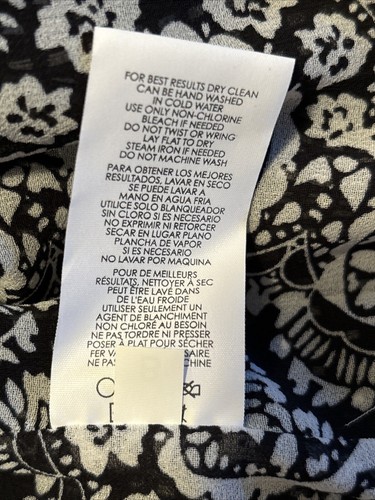 FOR BEST RESULTS DRY CLEAN
CAN BE HAND WASHED
IN COLD WATER
USE ONLY NON-CHLORINE
BLEACH IF NEEDED
DO NOT TWIST OR WRING
LAY FLAT TO DRY
STEAM IRON IF NEEDED
DO NOT MACHINE WASH
PARA OBTENER LOS MEJORES
RESULTADOS, LAVAR EN SECO
SE PUEDE LAVAR A
MANO EN AGUA FRIA
UTILICE SOLO BLANQUEADOR
SIN CLORO SI ES NECESARIO
NO EXPRIMIR NI RETORCER
SECAR EN LUGAR PLANO
PLANCHA DE VAPOR
SI ES NECESARIO
NO LAVAR POR MAQUINA
POUR DE MEILLEURS
RÉSULTATS, NETTOYER À SEC
PEUT ÊTRE LAVÉ DANS
DE L'EAU FROIDE
UTILISER SEULEMENT UN
AGENT DE BLANCHIMENT
NON CHLORÉ AU BESOIN
NE PAS TORDRE NI PRESSER
POSER À PLAT POUR SÉCHER
FER
NE PAS